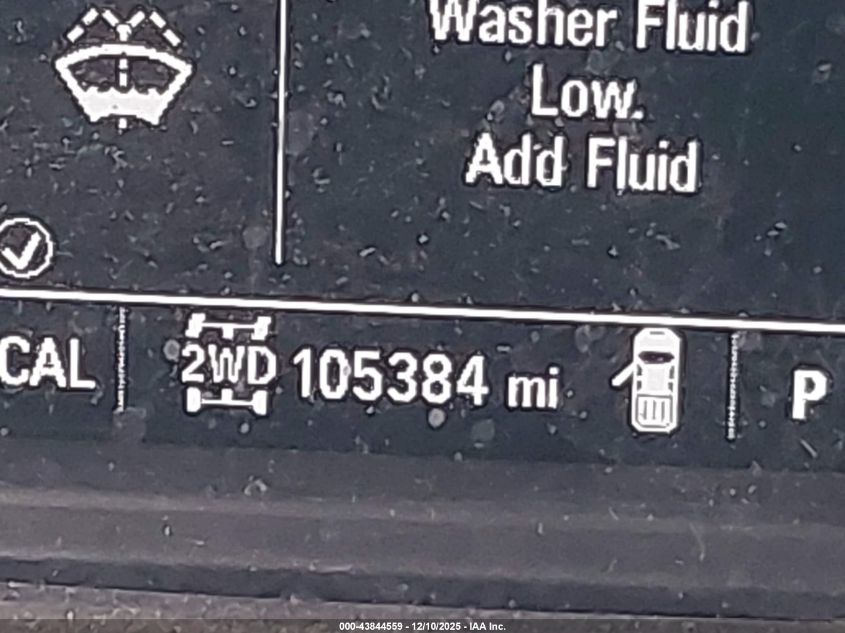 Washer Fluid
Low.
Add Fluid
CAL
2WD 105384 mi
P
000-43844559 - 12/10/2025 - IAA Inc.